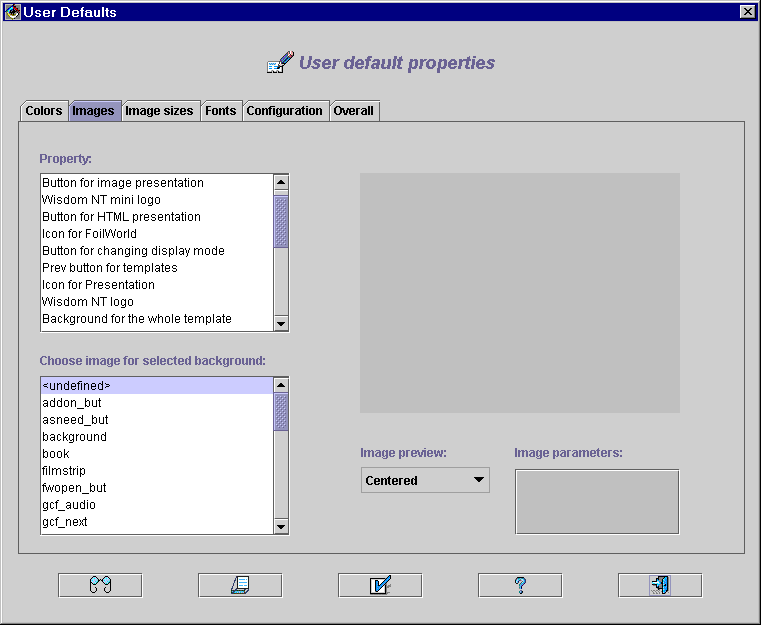 User Defaults
User default properties
Colors Images Image sizes Fonts Configuration Overall
Property:
Button for image presentation
Wisdom NT mini logo
Button for HTML presentation
Icon for FoilWorld
Button for changing display mode
Prev button for templates
Icon for Presentation
Wisdom NT logo
Background for the whole template
Choose image for selected background:
<undefined>
addon_but
asneed_but
background
book
filmstrip
fwopen_but
gcf_audio
gcf_next
Image preview: Image parameters:
Centered
?